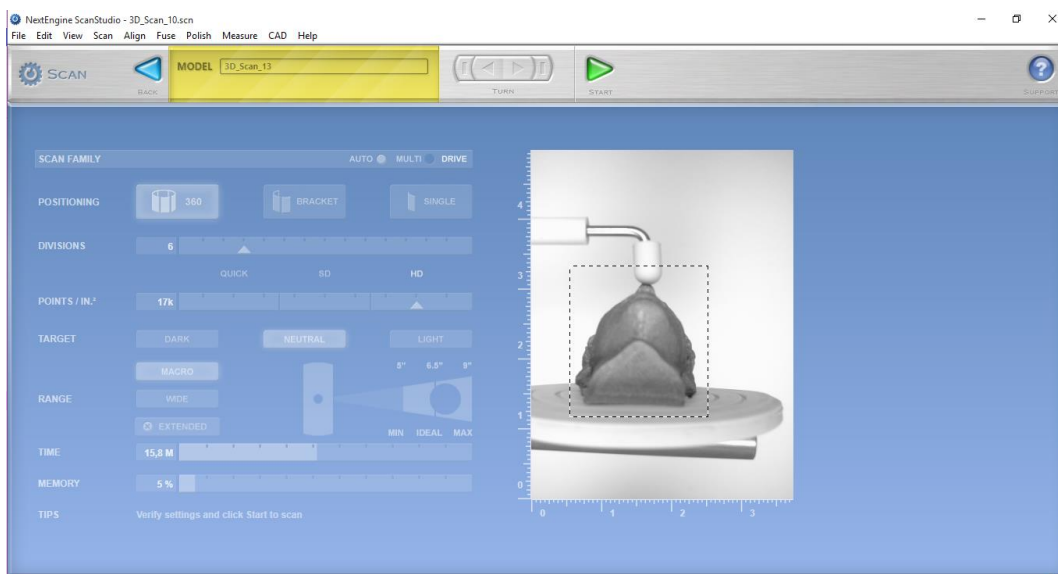 NextEngine ScanStudio - 3D_Scan_10.scn
File Edit View Scan Align Fuse Polish Measure CAD Help
SCAN
BACK
MODEL 3D_Scan_13
TURN
START
SUPPORT
SCAN FAMILY AUTO MULTI DRIVE
POSITIONING 360 BRACKET SINGLE
DIVISIONS 6
QUICK SD HD
POINTS / IN.² 17k
TARGET DARK NEUTRAL LIGHT
MACRO 5" 6.5" 9"
RANGE WIDE
EXTENDED MIN IDEAL MAX
TIME 15,8 M
MEMORY 5 %
TIPS Verify settings and click Start to scan
4
3
2
1
0
0 1 2 3